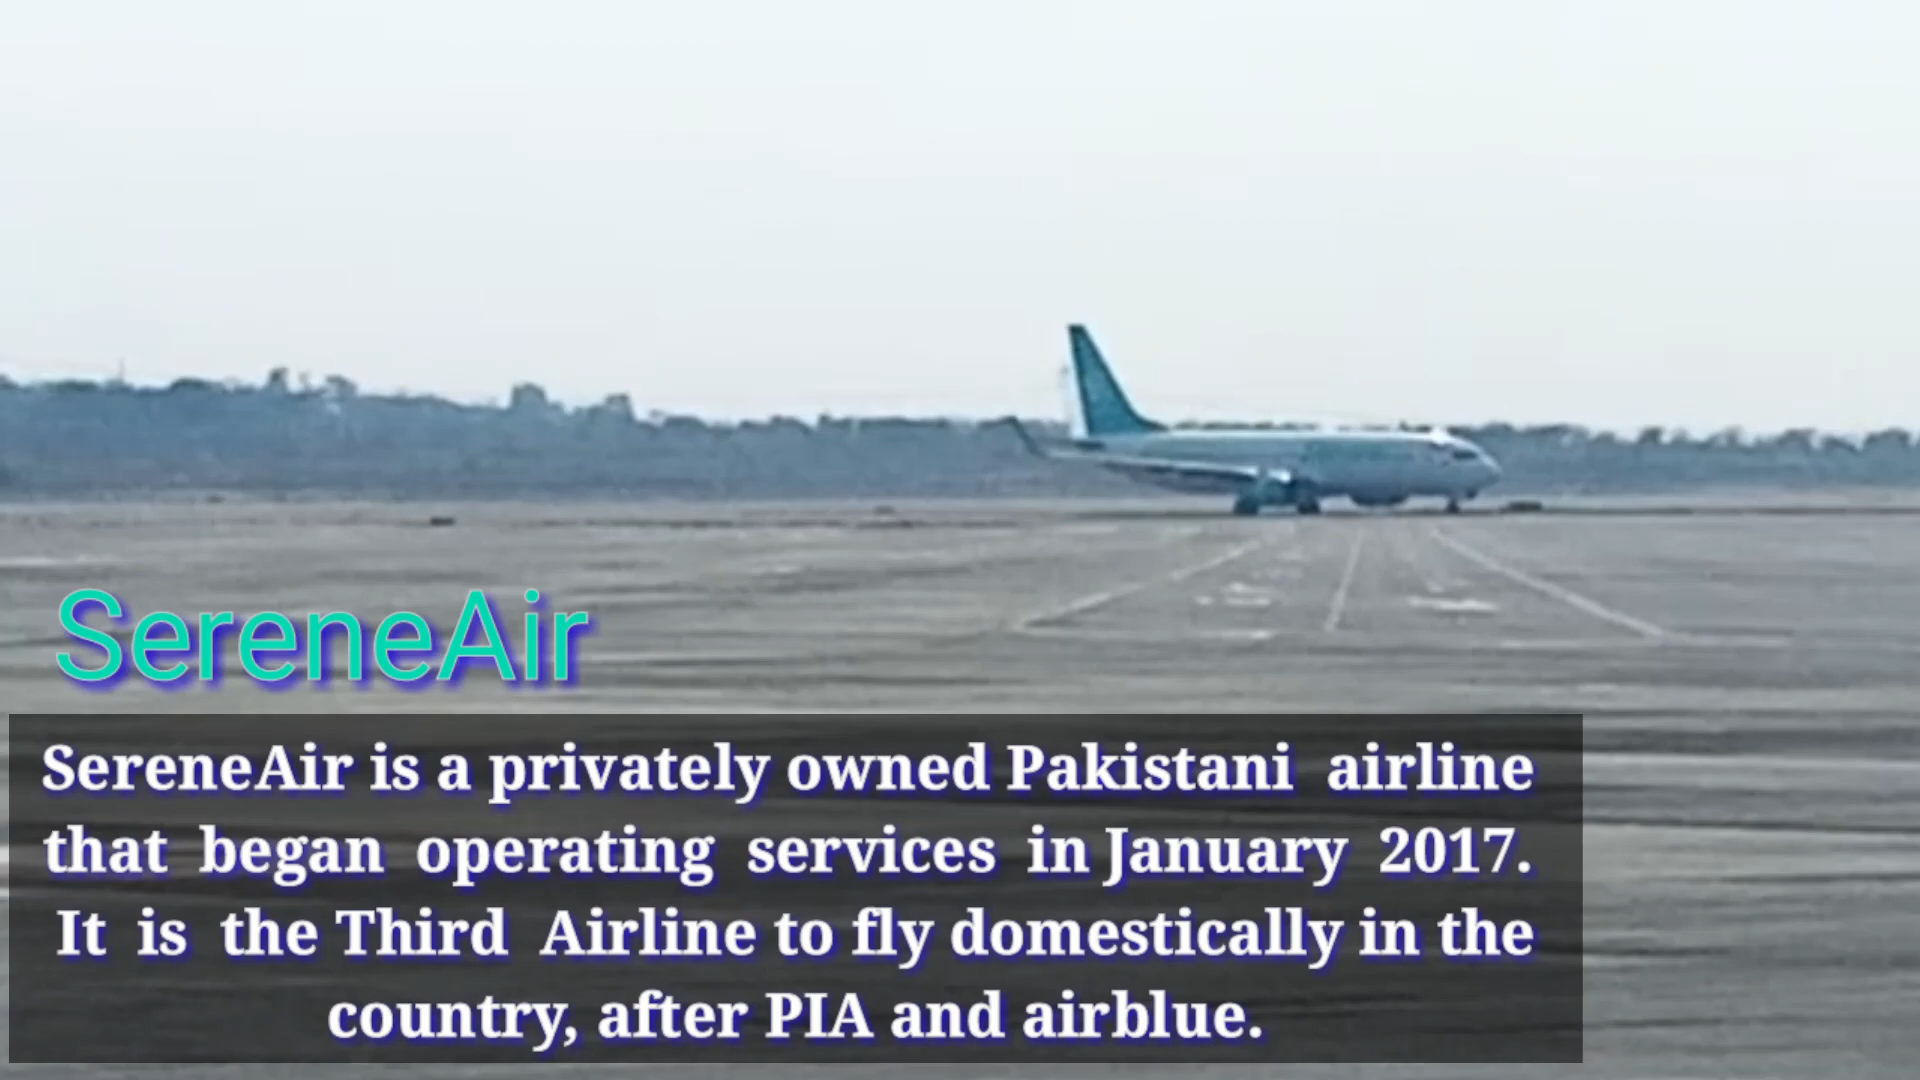 SereneAir
SereneAir is a privately owned Pakistani airline
that began operating services in January 2017.
It is the Third Airline to fly domestically in the
country, after PIA and airblue.